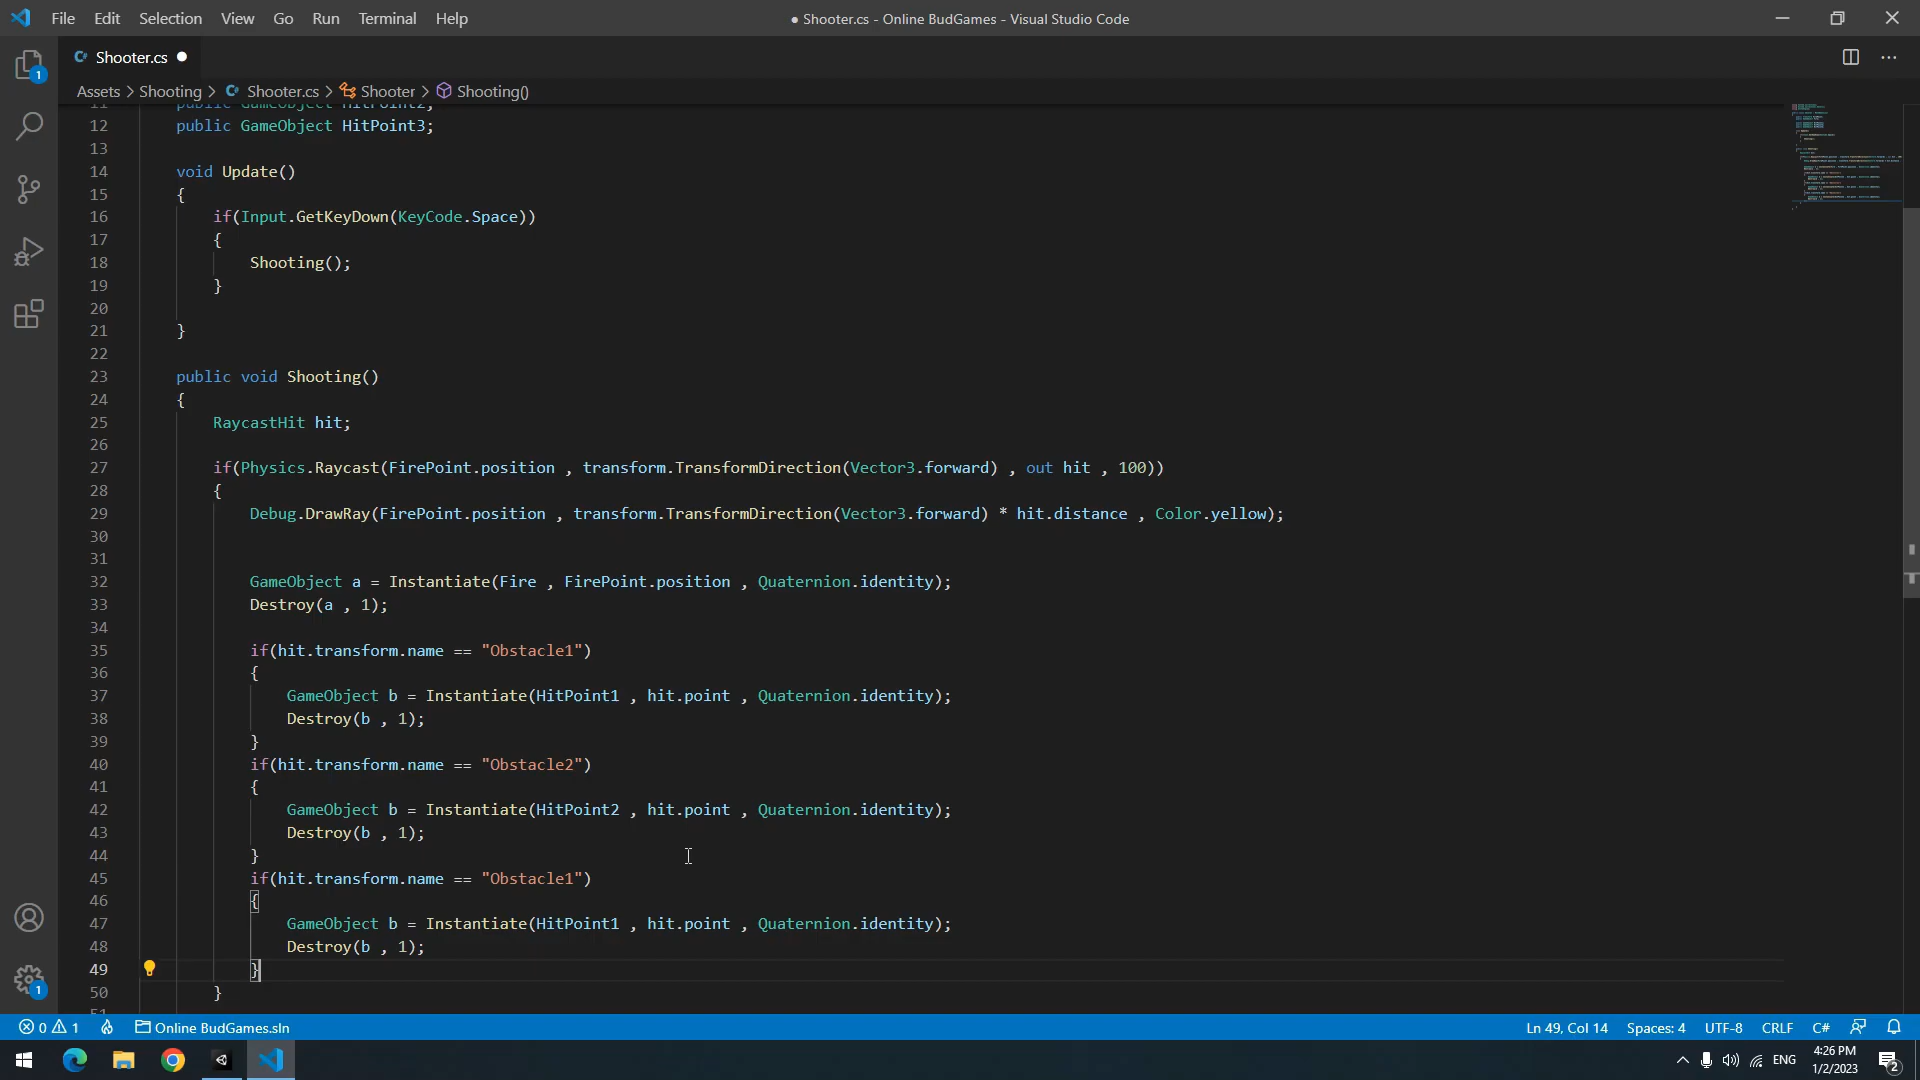 File Edit Selection View Go Run Terminal Help
● Shooter.cs - Online BudGames - Visual Studio Code
Shooter.cs
Assets > Shooting > Shooter.cs > Shooter > Shooting()
11 public GameObject HitPoint2;
12 public GameObject HitPoint3;
13
14 void Update()
15 {
16 if(Input.GetKeyDown(KeyCode.Space))
17 {
18 Shooting();
19 }
20
21 }
22
23 public void Shooting()
24 {
25 RaycastHit hit;
26
27 if(Physics.Raycast(FirePoint.position , transform.TransformDirection(Vector3.forward) , out hit , 100))
28 {
29 Debug.DrawRay(FirePoint.position , transform.TransformDirection(Vector3.forward) * hit.distance , Color.yellow);
30
31
32 GameObject a = Instantiate(Fire , FirePoint.position , Quaternion.identity);
33 Destroy(a , 1);
34
35 if(hit.transform.name == "Obstacle1")
36 {
37 GameObject b = Instantiate(HitPoint1 , hit.point , Quaternion.identity);
38 Destroy(b , 1);
39 }
40 if(hit.transform.name == "Obstacle2")
41 {
42 GameObject b = Instantiate(HitPoint2 , hit.point , Quaternion.identity);
43 Destroy(b , 1);
44 }
45 if(hit.transform.name == "Obstacle1")
46 {
47 GameObject b = Instantiate(HitPoint1 , hit.point , Quaternion.identity);
48 Destroy(b , 1);
49 }
50 }
51
1
1
0 1 Online BudGames.sln Ln 49, Col 14 Spaces: 4 UTF-8 CRLF C#
ENG 4:26 PM
1/2/2023
2